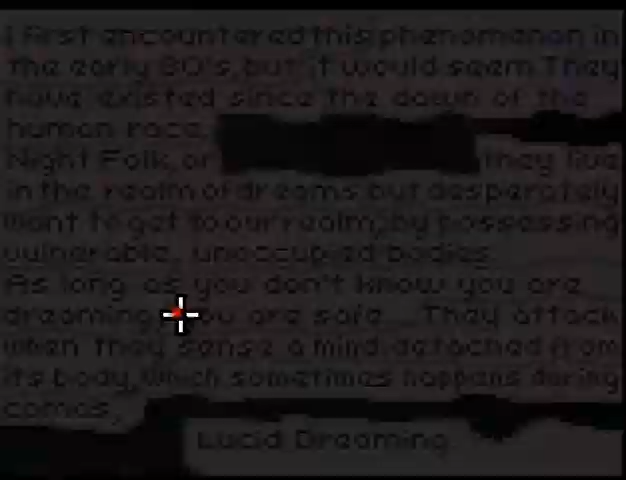 I first encountered this phenomenon in
the early 80's, but it would seem They
have existed since the dawn of the
human race.
Night Folk, or they live
in the realm of dreams but desperately
want to get to our realm, by possessing
vulnerable, unoccupied bodies.
As long as you don't know you are
dreaming you are safe... They attack
when they sense a mind detached from
its body, which sometimes happens during
comas,
Lucid Dreaming